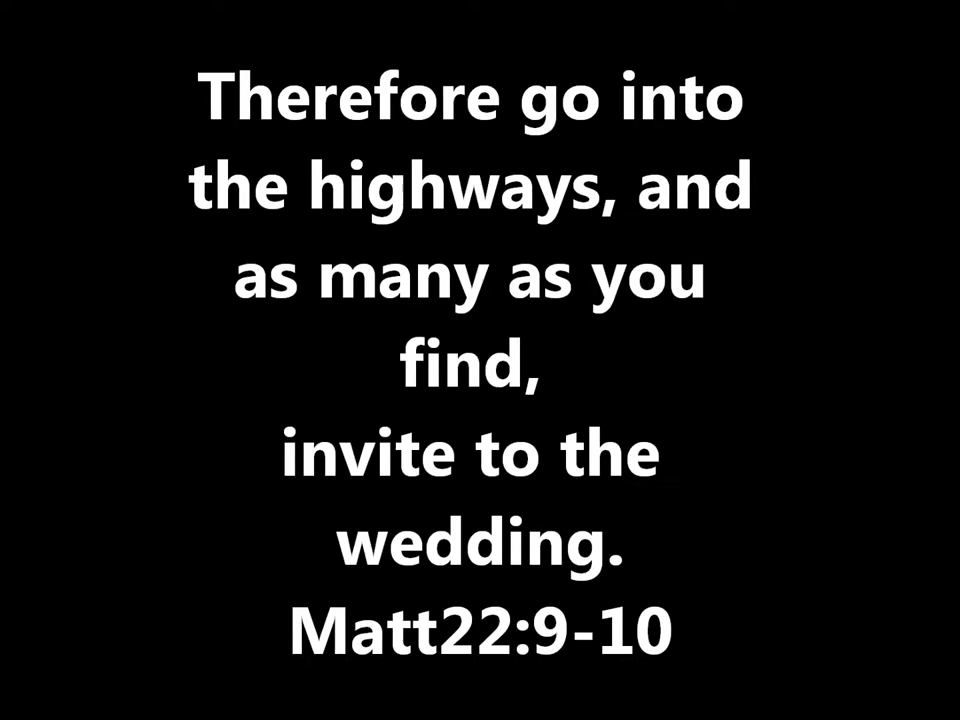 Therefore go into
the highways, and
as many as you
find,
invite to the
wedding.
Matt22:9-10